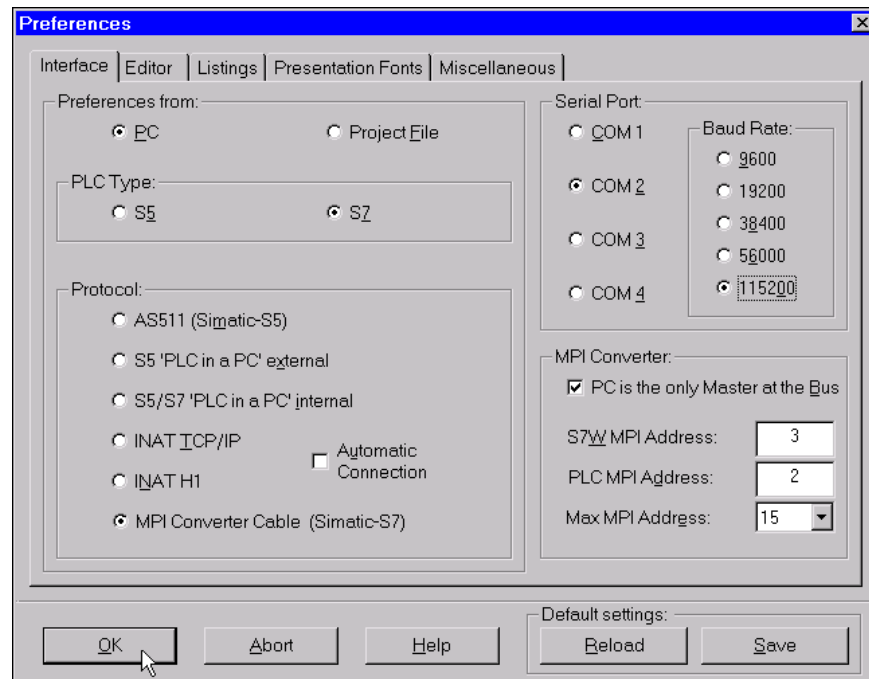 Preferences
Interface Editor Listings Presentation Fonts Miscellaneous
Preferences from:
PC Project File
PLC Type:
S5 S7
Protocol:
AS511 (Simatic-S5)
S5 'PLC in a PC' external
S5/S7 'PLC in a PC' internal
INAT TCP/IP
INAT H1
Automatic
Connection
MPI Converter Cable (Simatic-S7)
Serial Port:
COM 1
COM 2
COM 3
COM 4
Baud Rate:
9600
19200
38400
56000
115200
MPI Converter:
PC is the only Master at the Bus
S7W MPI Address: 3
PLC MPI Address: 2
Max MPI Address: 15
OK Abort Help
Default settings:
Reload Save